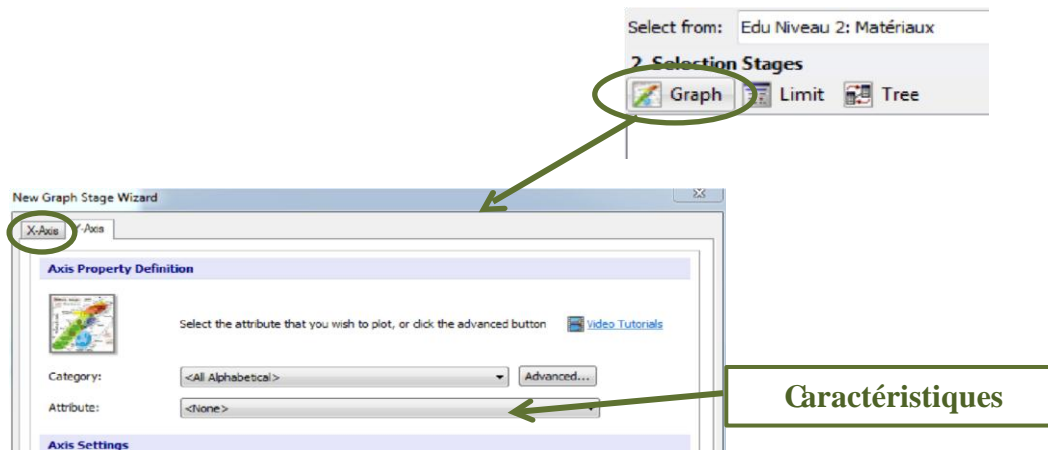 Select from: Edu Niveau 2: Matériaux
2. Selection Stages
Graph Limit Tree
New Graph Stage Wizard
X-Axis Y-Axis
Axis Property Definition
Select the attribute that you wish to plot, or click the advanced button Video Tutorials
Category: <All Alphabetical> Advanced...
Attribute: <None>
Caractéristiques
Axis Settings